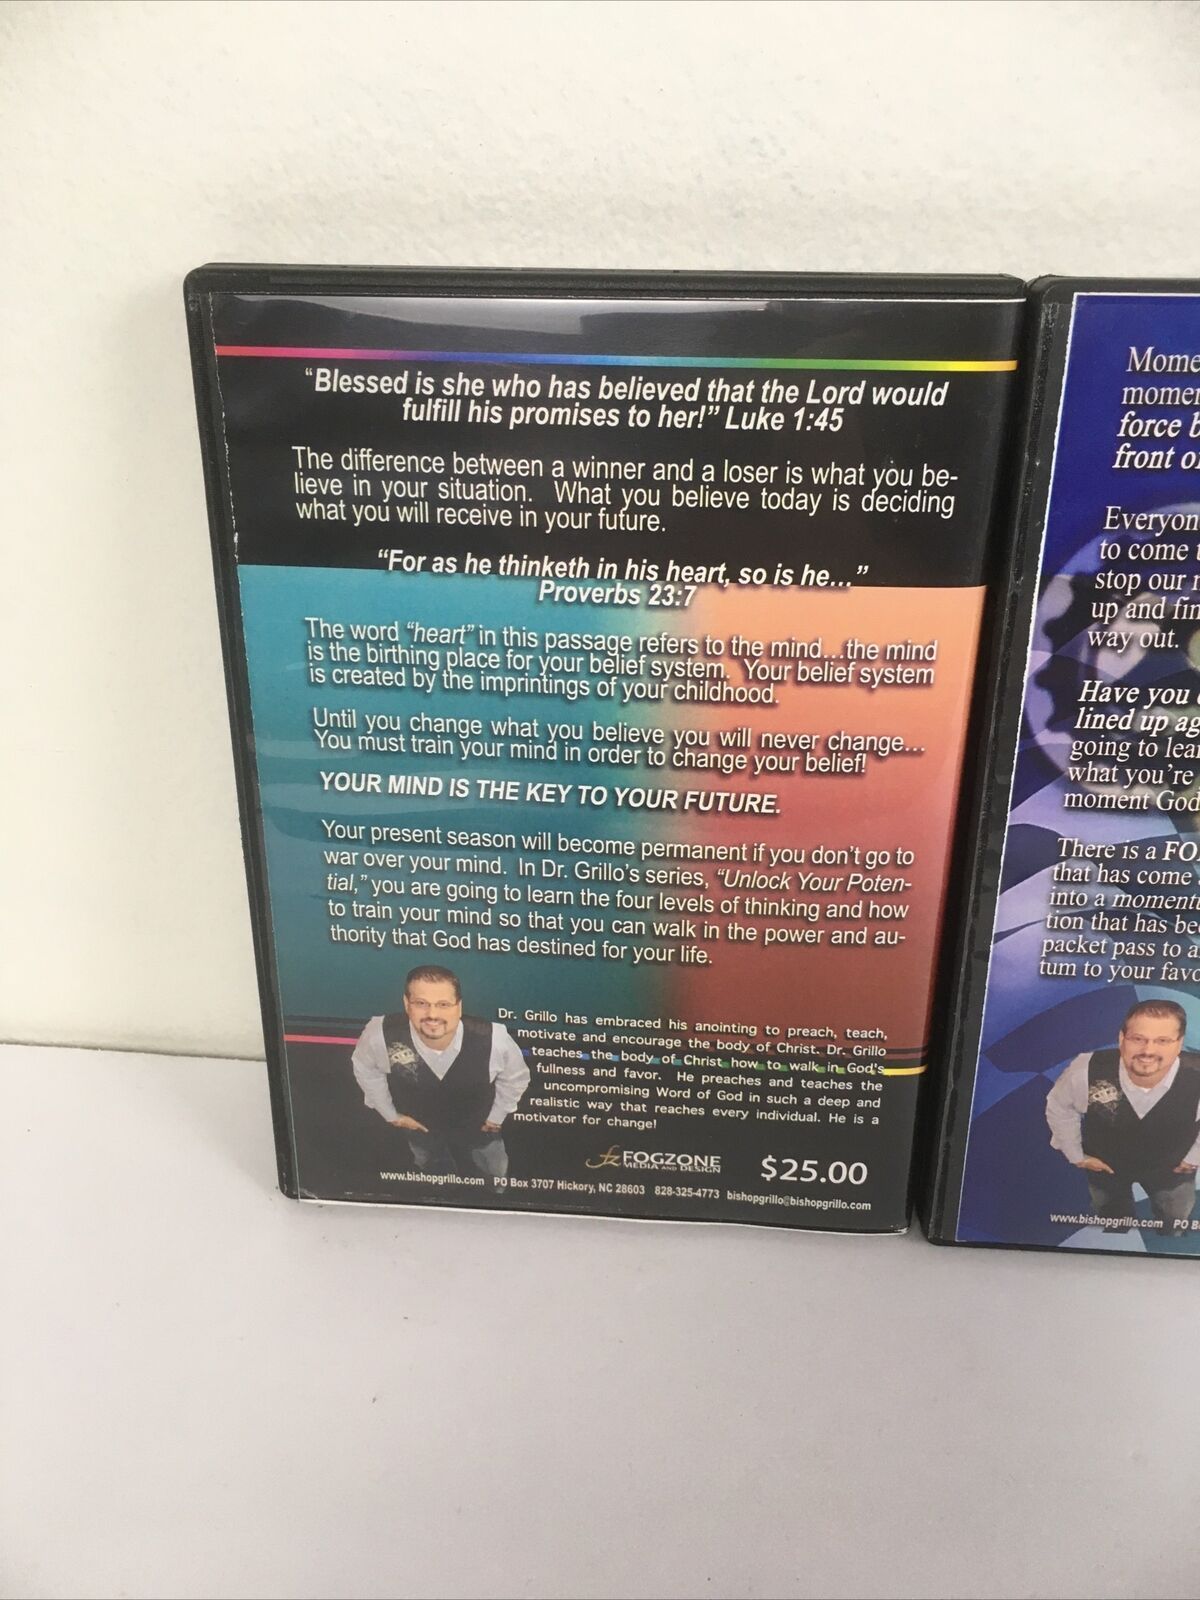 “Blessed is she who has believed that the Lord would
fulfill his promises to her!” Luke 1:45
The difference between a winner and a loser is what you be-
lieve in your situation. What you believe today is deciding
what you will receive in your future.
“For as he thinketh in his heart, so is he...”
Proverbs 23:7
The word “heart” in this passage refers to the mind...the mind
is the birthing place for your belief system. Your belief system
is created by the imprintings of your childhood.
Until you change what you believe you will never change...
You must train your mind in order to change your belief!
YOUR MIND IS THE KEY TO YOUR FUTURE.
Your present season will become permanent if you don’t go to
war over your mind. In Dr. Grillo’s series, “Unlock Your Poten-
tial,” you are going to learn the four levels of thinking and how
to train your mind so that you can walk in the power and au-
thority that God has destined for your life.
Dr. Grillo has embraced his anointing to preach, teach,
motivate and encourage the body of Christ. Dr. Grillo
teaches the body of Christ how to walk in God’s
fullness and favor. He preaches and teaches the
uncompromising Word of God in such a deep and
realistic way that reaches every individual. He is a
motivator for change!
fz FOGZONE
MEDIA AND DESIGN
$25.00
www.bishopgrillo.com PO Box 3707 Hickory, NC 28603 828-325-4773 bishopgrillo@bishopgrillo.com
Mome
momen
force b
front o
Everyon
to come t
stop our
up and fin
way out.
Have you
lined up ag
going to lear
what you’re
moment God
There is a FO
that has come
into a moment
tion that has be
packet pass to a
tum to your favo
www.bishopgrillo.com PO B